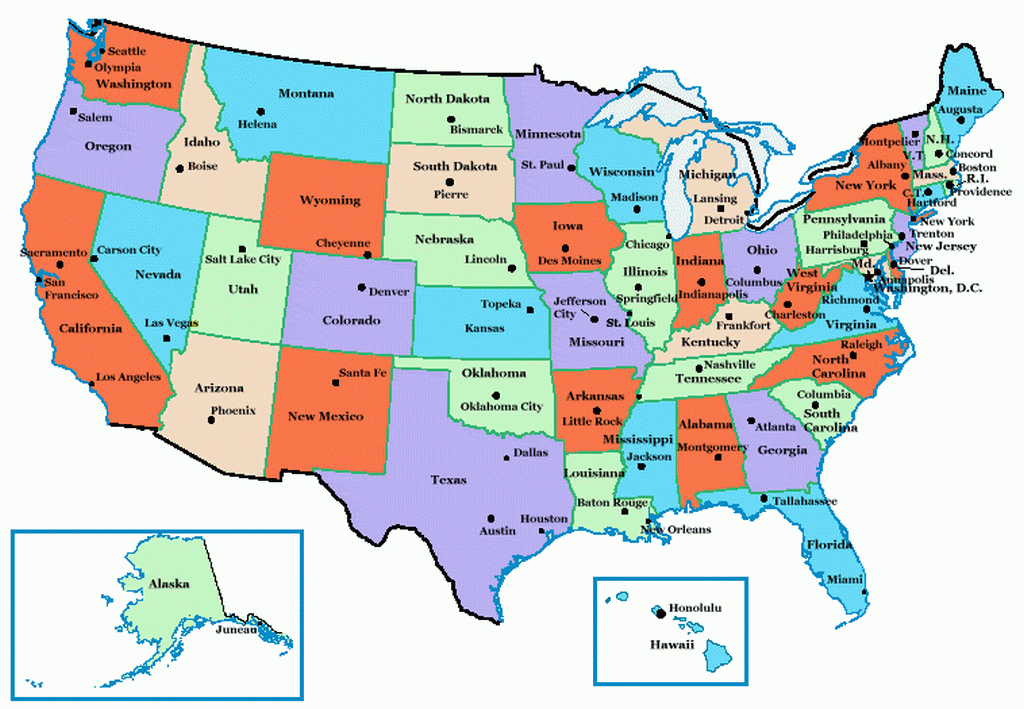 Seattle
Olympia
Washington
Salem
Oregon
Idaho
Boise
Montana
Helena
North Dakota
Bismarck
South Dakota
Pierre
Minnesota
St. Paul
Wisconsin
Madison
Michigan
Lansing
Detroit
Maine
Augusta
Montpelier
V.T.
N.H.
Concord
Boston
Mass.
R.I.
Providence
C.T.
Hartford
Albany
New York
New York
Pennsylvania
Philadelphia
Harrisburg
Trenton
New Jersey
Dover
Del.
Md.
Annapolis
Washington, D.C.
Wyoming
Cheyenne
Nebraska
Lincoln
Iowa
Des Moines
Chicago
Illinois
Springfield
Indiana
Indianapolis
Ohio
Columbus
West
Virginia
Charleston
Richmond
Virginia
Sacramento
San
Francisco
California
Los Angeles
Carson City
Nevada
Las Vegas
Salt Lake City
Utah
Denver
Colorado
Topeka
Kansas
Jefferson
City
St. Louis
Missouri
Frankfort
Kentucky
Nashville
Tennessee
Raleigh
North
Carolina
Columbia
South
Carolina
Arizona
Phoenix
Santa Fe
New Mexico
Oklahoma
Oklahoma City
Arkansas
Little Rock
Mississippi
Jackson
Alabama
Montgomery
Atlanta
Georgia
Texas
Dallas
Austin
Houston
Louisiana
Baton Rouge
New Orleans
Tallahassee
Florida
Miami
Alaska
Juneau
Honolulu
Hawaii